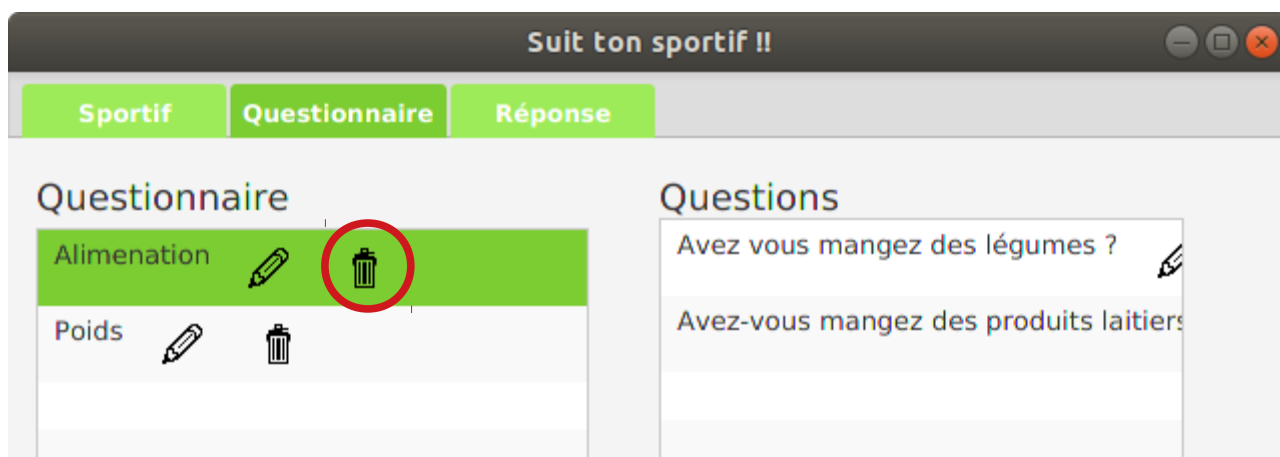 Suit ton sportif !!
Sportif Questionnaire Réponse
Questionnaire
Alimenation
Poids
Questions
Avez vous mangez des légumes ?
Avez-vous mangez des produits laitiers